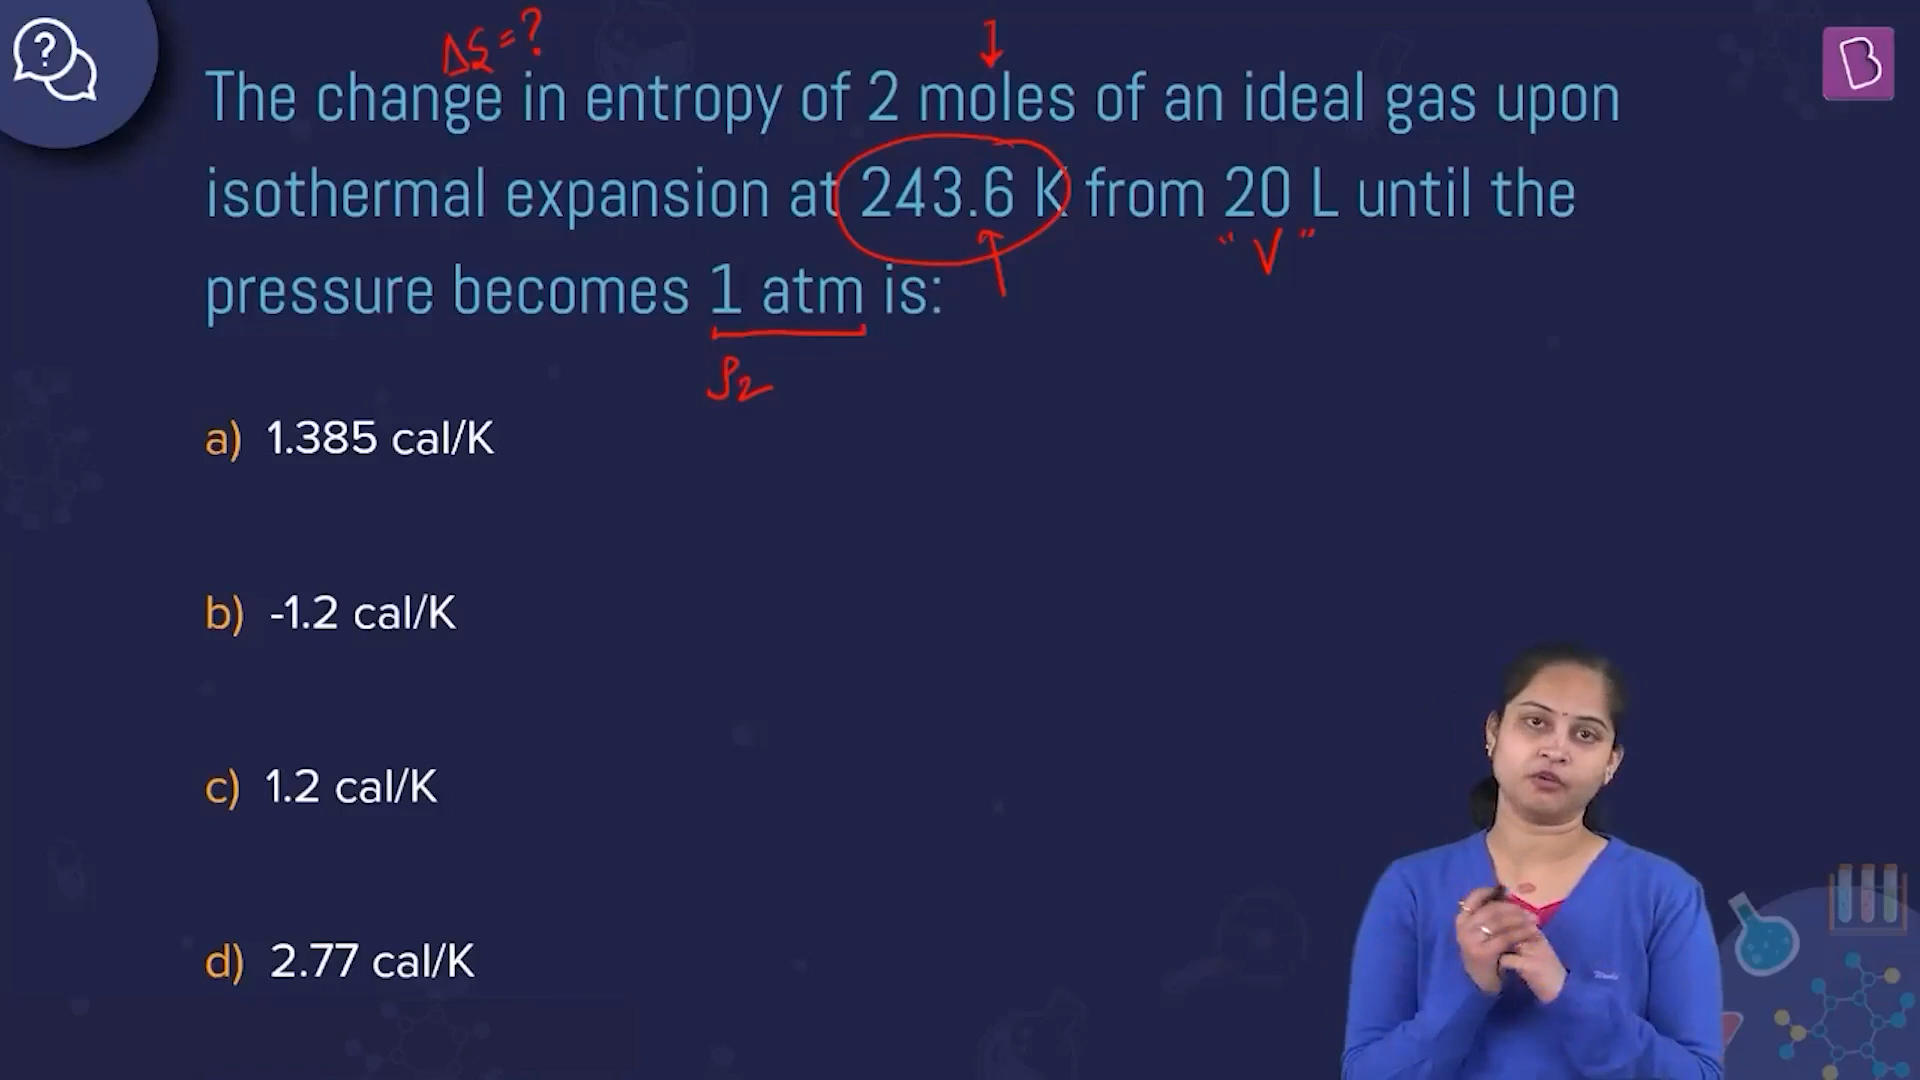 ΔS = ?
The change in entropy of 2 moles of an ideal gas upon
isothermal expansion at 243.6 K from 20 L until the
"V"
pressure becomes 1 atm is:
P2
a) 1.385 cal/K
b) -1.2 cal/K
c) 1.2 cal/K
d) 2.77 cal/K